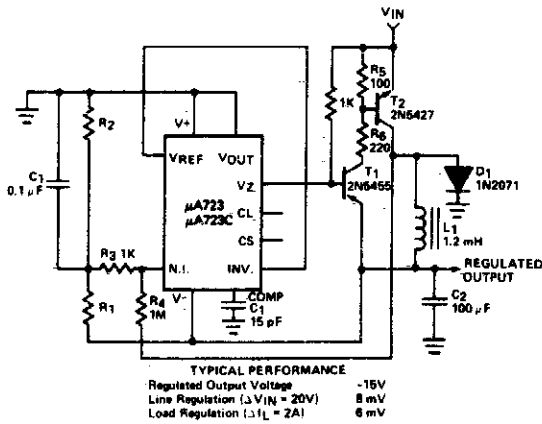 VIN
R5
100
T2
2N5427
1K
R6
220
R2
V+
VREF
VOUT
T1
2N5455
D1
1N2071
C1
0.1 µF
VZ
µA723
µA723C
CL
CS
L1
1.2 mH
REGULATED
OUTPUT
R3 1K
N.I.
INV.
R1
R4
1M
V-
COMP
C1
15 pF
C2
100 µF
TYPICAL PERFORMANCE
Regulated Output Voltage -15V
Line Regulation (ΔVIN = 20V) 8 mV
Load Regulation (ΔIL = 2A) 6 mV